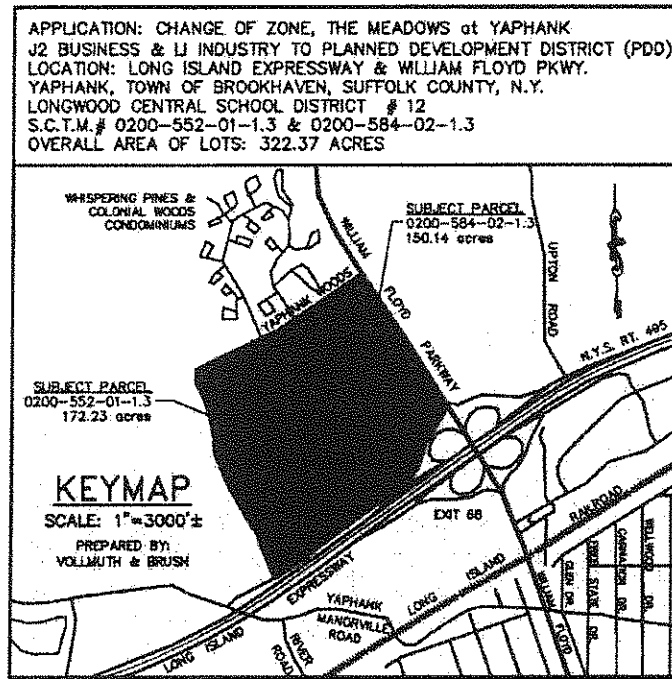 APPLICATION: CHANGE OF ZONE, THE MEADOWS at YAPHANK
J2 BUSINESS & LI INDUSTRY TO PLANNED DEVELOPMENT DISTRICT (PDD)
LOCATION: LONG ISLAND EXPRESSWAY & WILLIAM FLOYD PKWY.
YAPHANK, TOWN OF BROOKHAVEN, SUFFOLK COUNTY, N.Y.
LONGWOOD CENTRAL SCHOOL DISTRICT # 12
S.C.T.M.# 0200-552-01-1.3 & 0200-584-02-1.3
OVERALL AREA OF LOTS: 322.37 ACRES
WHISPERING PINES &
COLONIAL WOODS
CONDOMINIUMS
SUBJECT PARCEL
0200-584-02-1.3
150.14 acres
WILLIAM FLOYD PARKWAY
UPTON ROAD
YAPHANK WOODS
N.Y.S. RT. 495
SUBJECT PARCEL
0200-552-01-1.3
172.23 acres
KEYMAP
SCALE: 1"=3000'±
PREPARED BY:
VOLLMUTH & BRUSH
EXIT 68
LONG ISLAND EXPRESSWAY
LONG ISLAND RAILROAD
YAPHANK
MANORVILLE
ROAD
RIVER
ROAD
WILLIAM FLOYD
GLEN DR.
STATE DR.
CARNATION DR.
WELLWOOD DR.